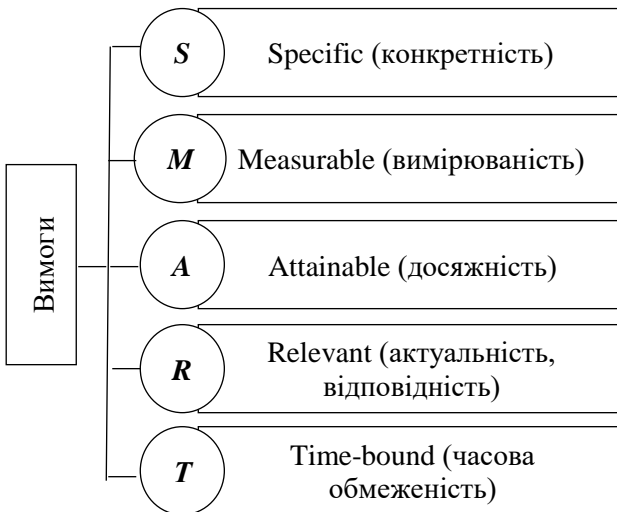 Вимоги
S
Specific (конкретність)
M
Measurable (вимірюваність)
A
Attainable (досяжність)
R
Relevant (актуальність,
відповідність)
T
Time-bound (часова
обмеженість)